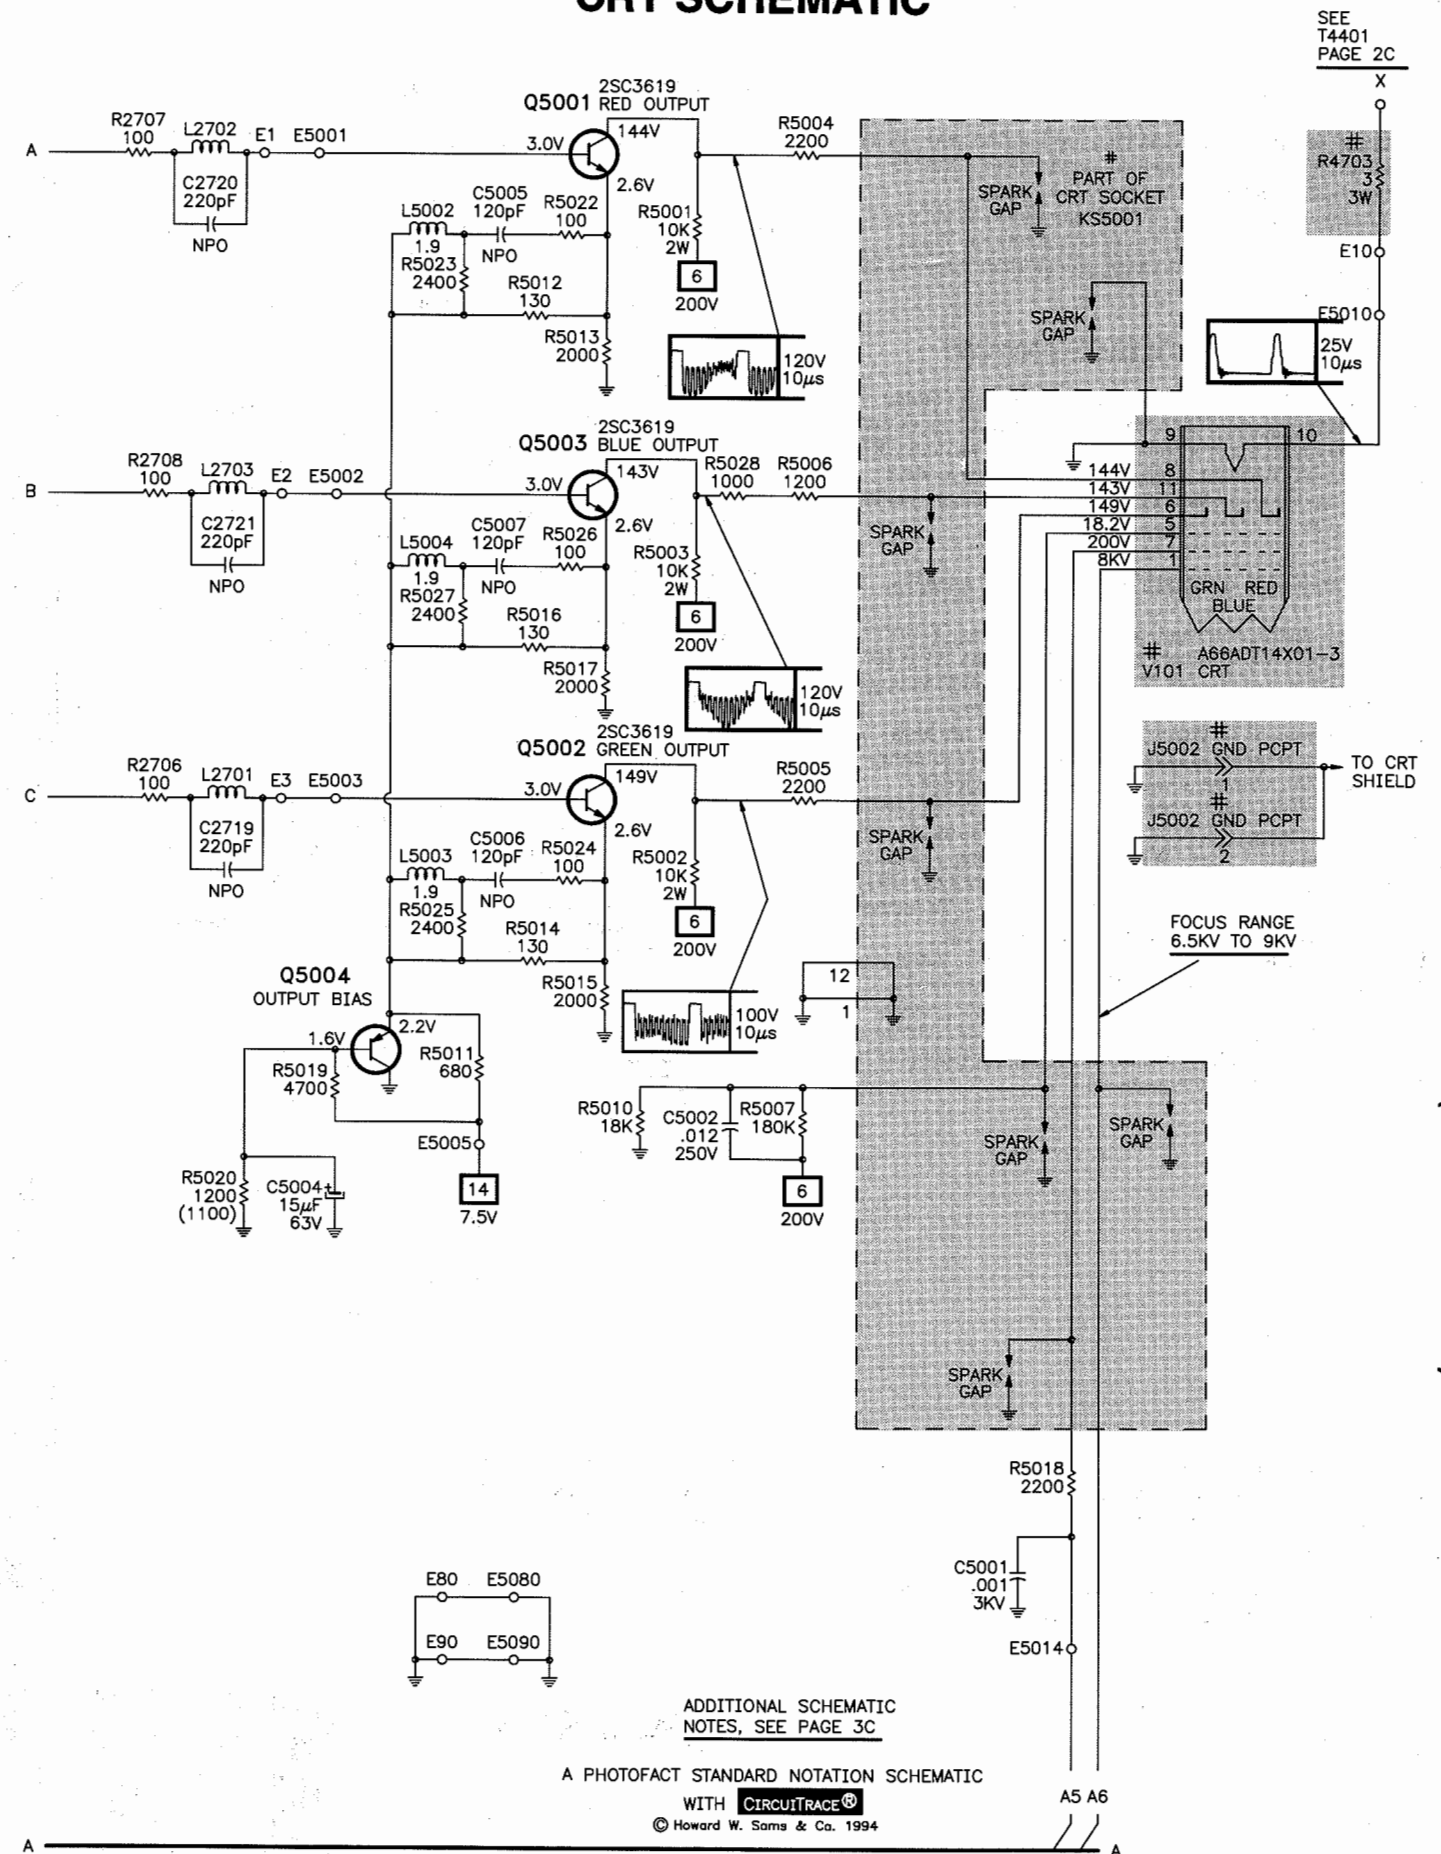 CRT SCHEMATIC
SEE
T4401
PAGE 2C
X
A
R2707
100
L2702
E1
E5001
C2720
220pF
NPO
Q5001
2SC3619
RED OUTPUT
144V
3.0V
2.6V
L5002
1.9
C5005
120pF
NPO
R5022
100
R5023
2400
R5012
130
R5013
2000
R5001
10K
2W
6
200V
R5004
2200
120V
10µs
SPARK
GAP
#
PART OF
CRT SOCKET
KS5001
SPARK
GAP
#
R4703
3
3W
E10
E5010
25V
10µs
B
R2708
100
L2703
E2
E5002
C2721
220pF
NPO
Q5003
2SC3619
BLUE OUTPUT
143V
3.0V
2.6V
L5004
1.9
C5007
120pF
NPO
R5026
100
R5027
2400
R5016
130
R5017
2000
R5003
10K
2W
6
200V
R5028
1000
R5006
1200
120V
10µs
SPARK
GAP
9
10
144V 8
143V 11
149V 6
18.2V 5
200V 7
8KV 1
GRN RED
BLUE
#
V101
A66ADT14X01-3
CRT
C
R2706
100
L2701
E3
E5003
C2719
220pF
NPO
Q5002
2SC3619
GREEN OUTPUT
149V
3.0V
2.6V
L5003
1.9
C5006
120pF
NPO
R5024
100
R5025
2400
R5014
130
R5015
2000
R5002
10K
2W
6
200V
R5005
2200
100V
10µs
SPARK
GAP
#
J5002 GND PCPT
1
#
J5002 GND PCPT
2
TO CRT
SHIELD
FOCUS RANGE
6.5KV TO 9KV
12
1
Q5004
OUTPUT BIAS
2.2V
1.6V
R5019
4700
R5011
680
E5005
14
7.5V
R5020
1200
(1100)
C5004
+
15µF
63V
R5010
18K
C5002
.012
250V
R5007
180K
6
200V
SPARK
GAP
SPARK
GAP
SPARK
GAP
R5018
2200
C5001
.001
3KV
E5014
E80 E5080
E90 E5090
ADDITIONAL SCHEMATIC
NOTES, SEE PAGE 3C
A PHOTOFACT STANDARD NOTATION SCHEMATIC
WITH CIRCUITRACE®
© Howard W. Sams & Co. 1994
A5 A6
A
A